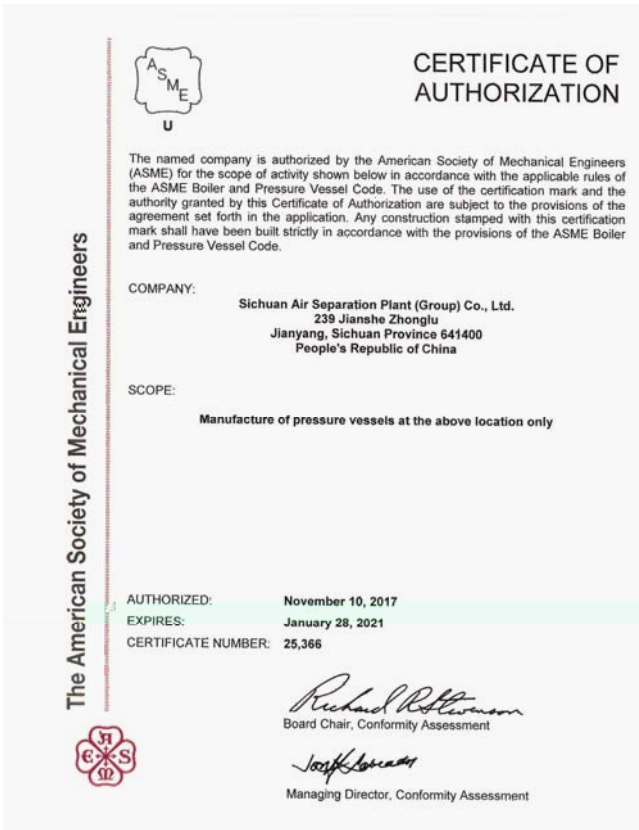 ASME
U
CERTIFICATE OF
AUTHORIZATION
The named company is authorized by the American Society of Mechanical Engineers
(ASME) for the scope of activity shown below in accordance with the applicable rules of
the ASME Boiler and Pressure Vessel Code. The use of the certification mark and the
authority granted by this Certificate of Authorization are subject to the provisions of the
agreement set forth in the application. Any construction stamped with this certification
mark shall have been built strictly in accordance with the provisions of the ASME Boiler
and Pressure Vessel Code.
COMPANY:
Sichuan Air Separation Plant (Group) Co., Ltd.
239 Jianshe Zhonglu
Jianyang, Sichuan Province 641400
People's Republic of China
SCOPE:
Manufacture of pressure vessels at the above location only
AUTHORIZED: November 10, 2017
EXPIRES: January 28, 2021
CERTIFICATE NUMBER: 25,366
Board Chair, Conformity Assessment
Managing Director, Conformity Assessment
The American Society of Mechanical Engineers
ASME